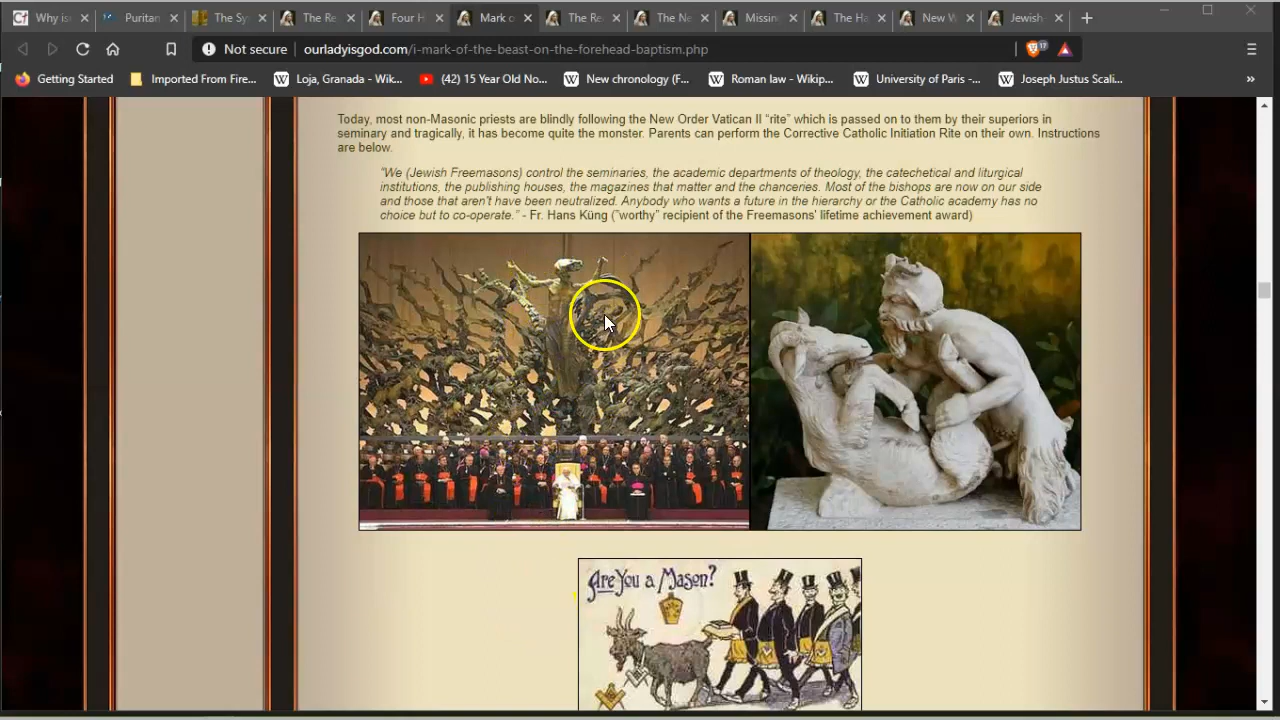 Why is
Puritan
The Sy
The Re
Four H
Mark o
The Re
The Ne
Missin
The Ha
New W
Jewish
Not secure
ourladyisgod.com/i-mark-of-the-beast-on-the-forehead-baptism.php
17
Getting Started
Imported From Fire...
Loja, Granada - Wik...
(42) 15 Year Old No...
New chronology (F...
Roman law - Wikip...
University of Paris -...
Joseph Justus Scali...
»
Today, most non-Masonic priests are blindly following the New Order Vatican II “rite” which is passed on to them by their superiors in
seminary and tragically, it has become quite the monster. Parents can perform the Corrective Catholic Initiation Rite on their own. Instructions
are below.
“We (Jewish Freemasons) control the seminaries, the academic departments of theology, the catechetical and liturgical
institutions, the publishing houses, the magazines that matter and the chanceries. Most of the bishops are now on our side
and those that aren't have been neutralized. Anybody who wants a future in the hierarchy or the Catholic academy has no
choice but to co-operate.” - Fr. Hans Küng (“worthy” recipient of the Freemasons' lifetime achievement award)
Are You a Mason?